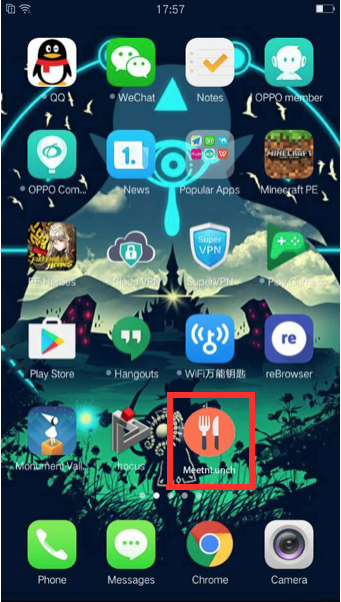 17:57
QQ
WeChat
Notes
OPPO member
OPPO Com...
1.
News
Popular Apps
MINECRAFT
Minecraft PE
SUPER
VPN
FE Heroes
Cloud VPN
SuperVPN
Play Games
re
Play Store
Hangouts
WiFi万能钥匙
reBrowser
Monument Vall...
hocus
MeetnLunch
Phone
Messages
Chrome
Camera